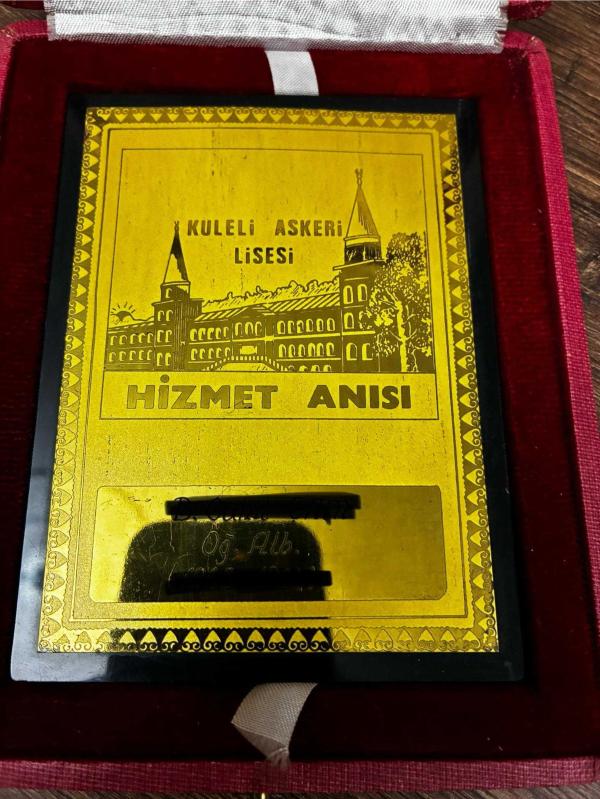 KULELİ ASKERİ
LİSESİ
HİZMET ANISI
Öğ. Alb.